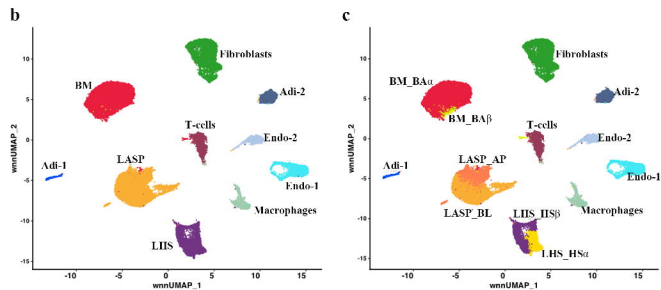 b
c
Fibroblasts
BM
Adi-2
T-cells
Endo-2
Adi-1
LASP
Endo-1
Macrophages
LHS
wnnUMAP_2
10
5
0
-5
-10
-15
-10
-5
0
5
10
15
wnnUMAP_1
Fibroblasts
BM_BAα
Adi-2
BM_BAβ
T-cells
Endo-2
Adi-1
LASP_AP
Endo-1
LASP_BL
Macrophages
LHS_HSβ
LHS_HSα
wnnUMAP_2
10
5
0
-5
-10
-15
-10
-5
0
5
10
15
wnnUMAP_1